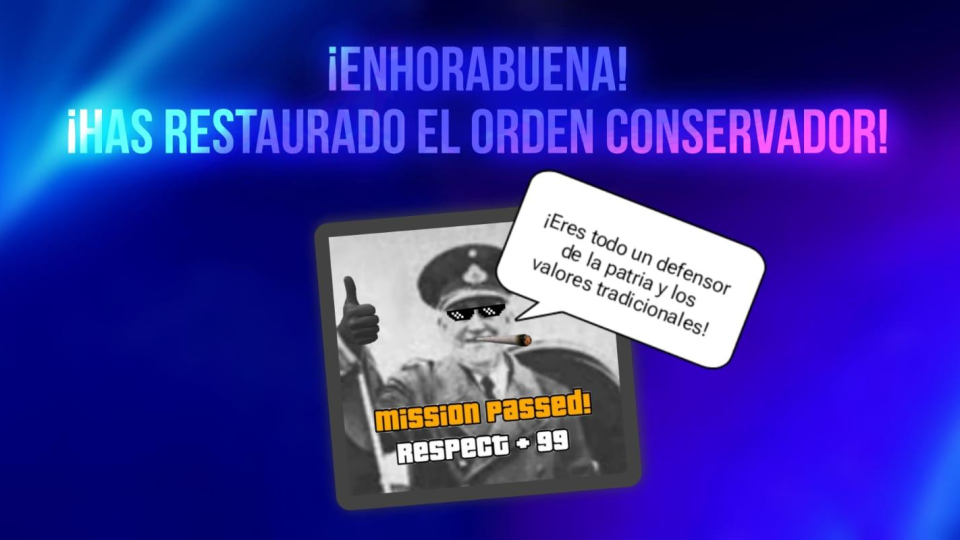 ¡ENHORABUENA!
¡HAS RESTAURADO EL ORDEN CONSERVADOR!
¡Eres todo un defensor
de la patria y los
valores tradicionales!
mission passed!
Respect + 99